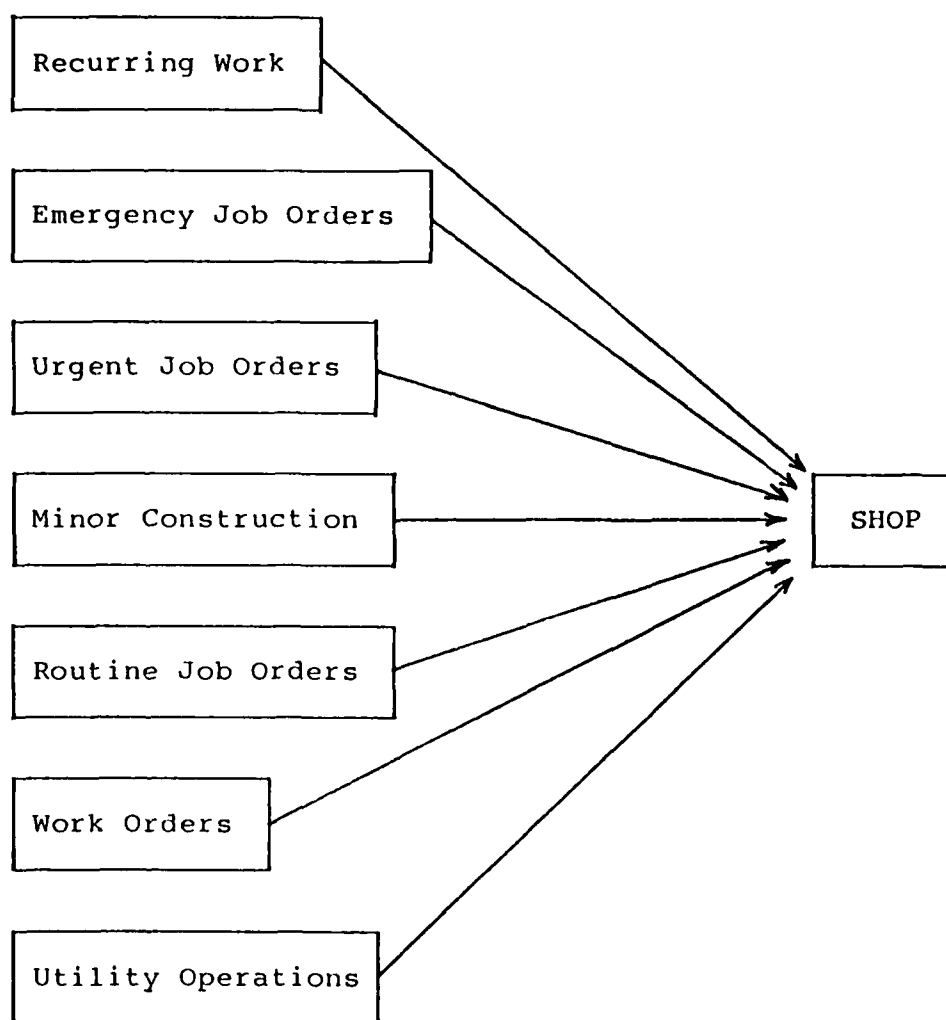 Recurring Work
Emergency Job Orders
Urgent Job Orders
Minor Construction
SHOP
Routine Job Orders
Work Orders
Utility Operations